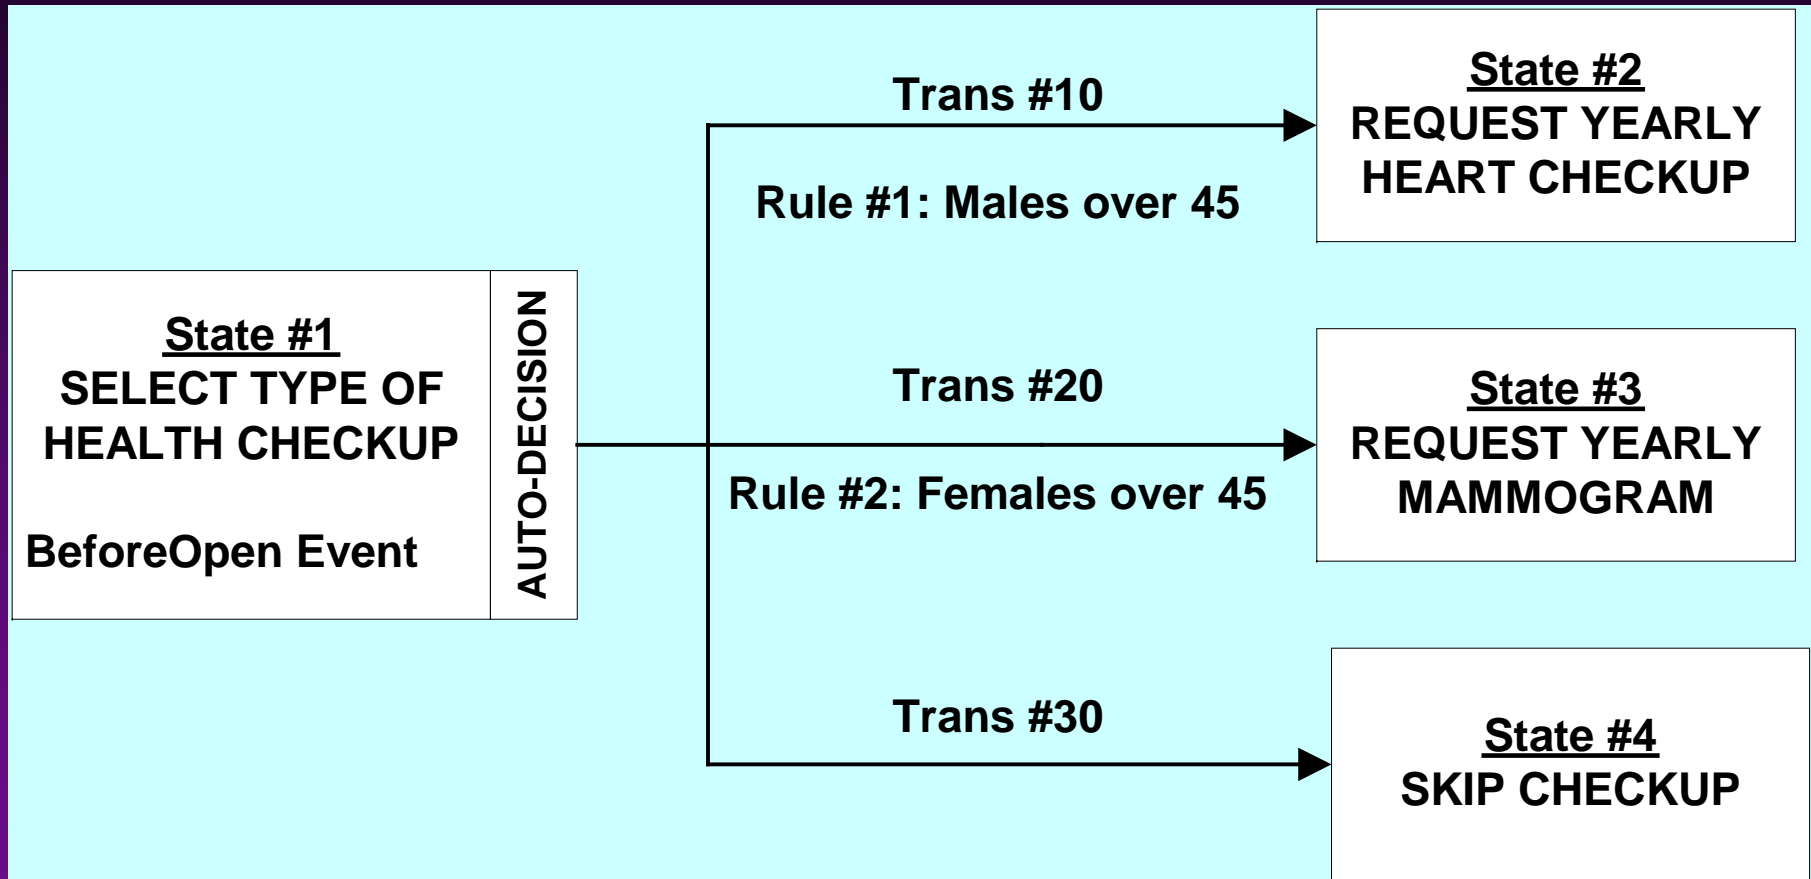 State #1
SELECT TYPE OF
HEALTH CHECKUP
BeforeOpen Event
AUTO-DECISION
Trans #10
Rule #1: Males over 45
State #2
REQUEST YEARLY
HEART CHECKUP
Trans #20
Rule #2: Females over 45
State #3
REQUEST YEARLY
MAMMOGRAM
Trans #30
State #4
SKIP CHECKUP